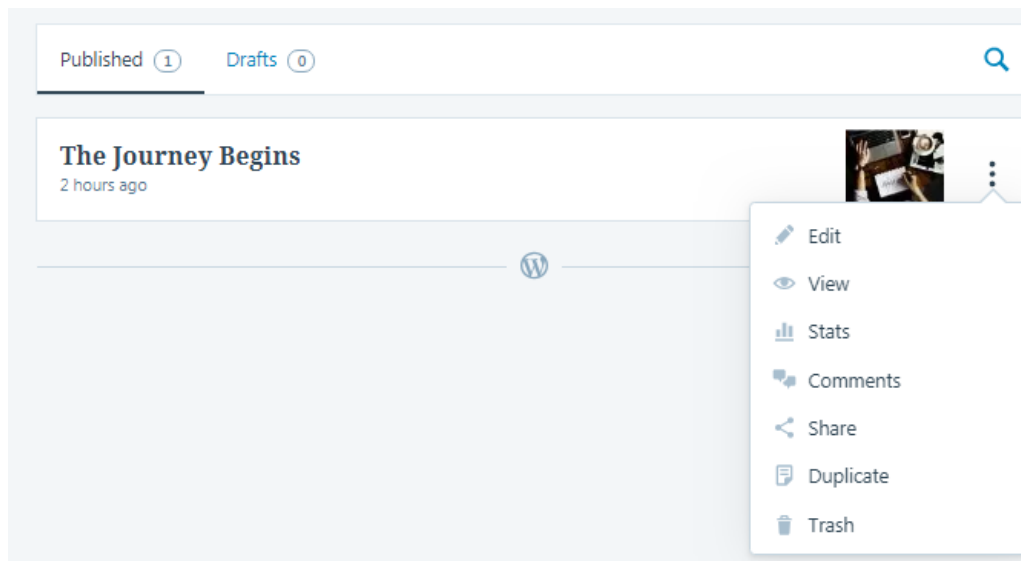 Published 1 Drafts 0
The Journey Begins
2 hours ago
Edit
View
Stats
Comments
Share
Duplicate
Trash